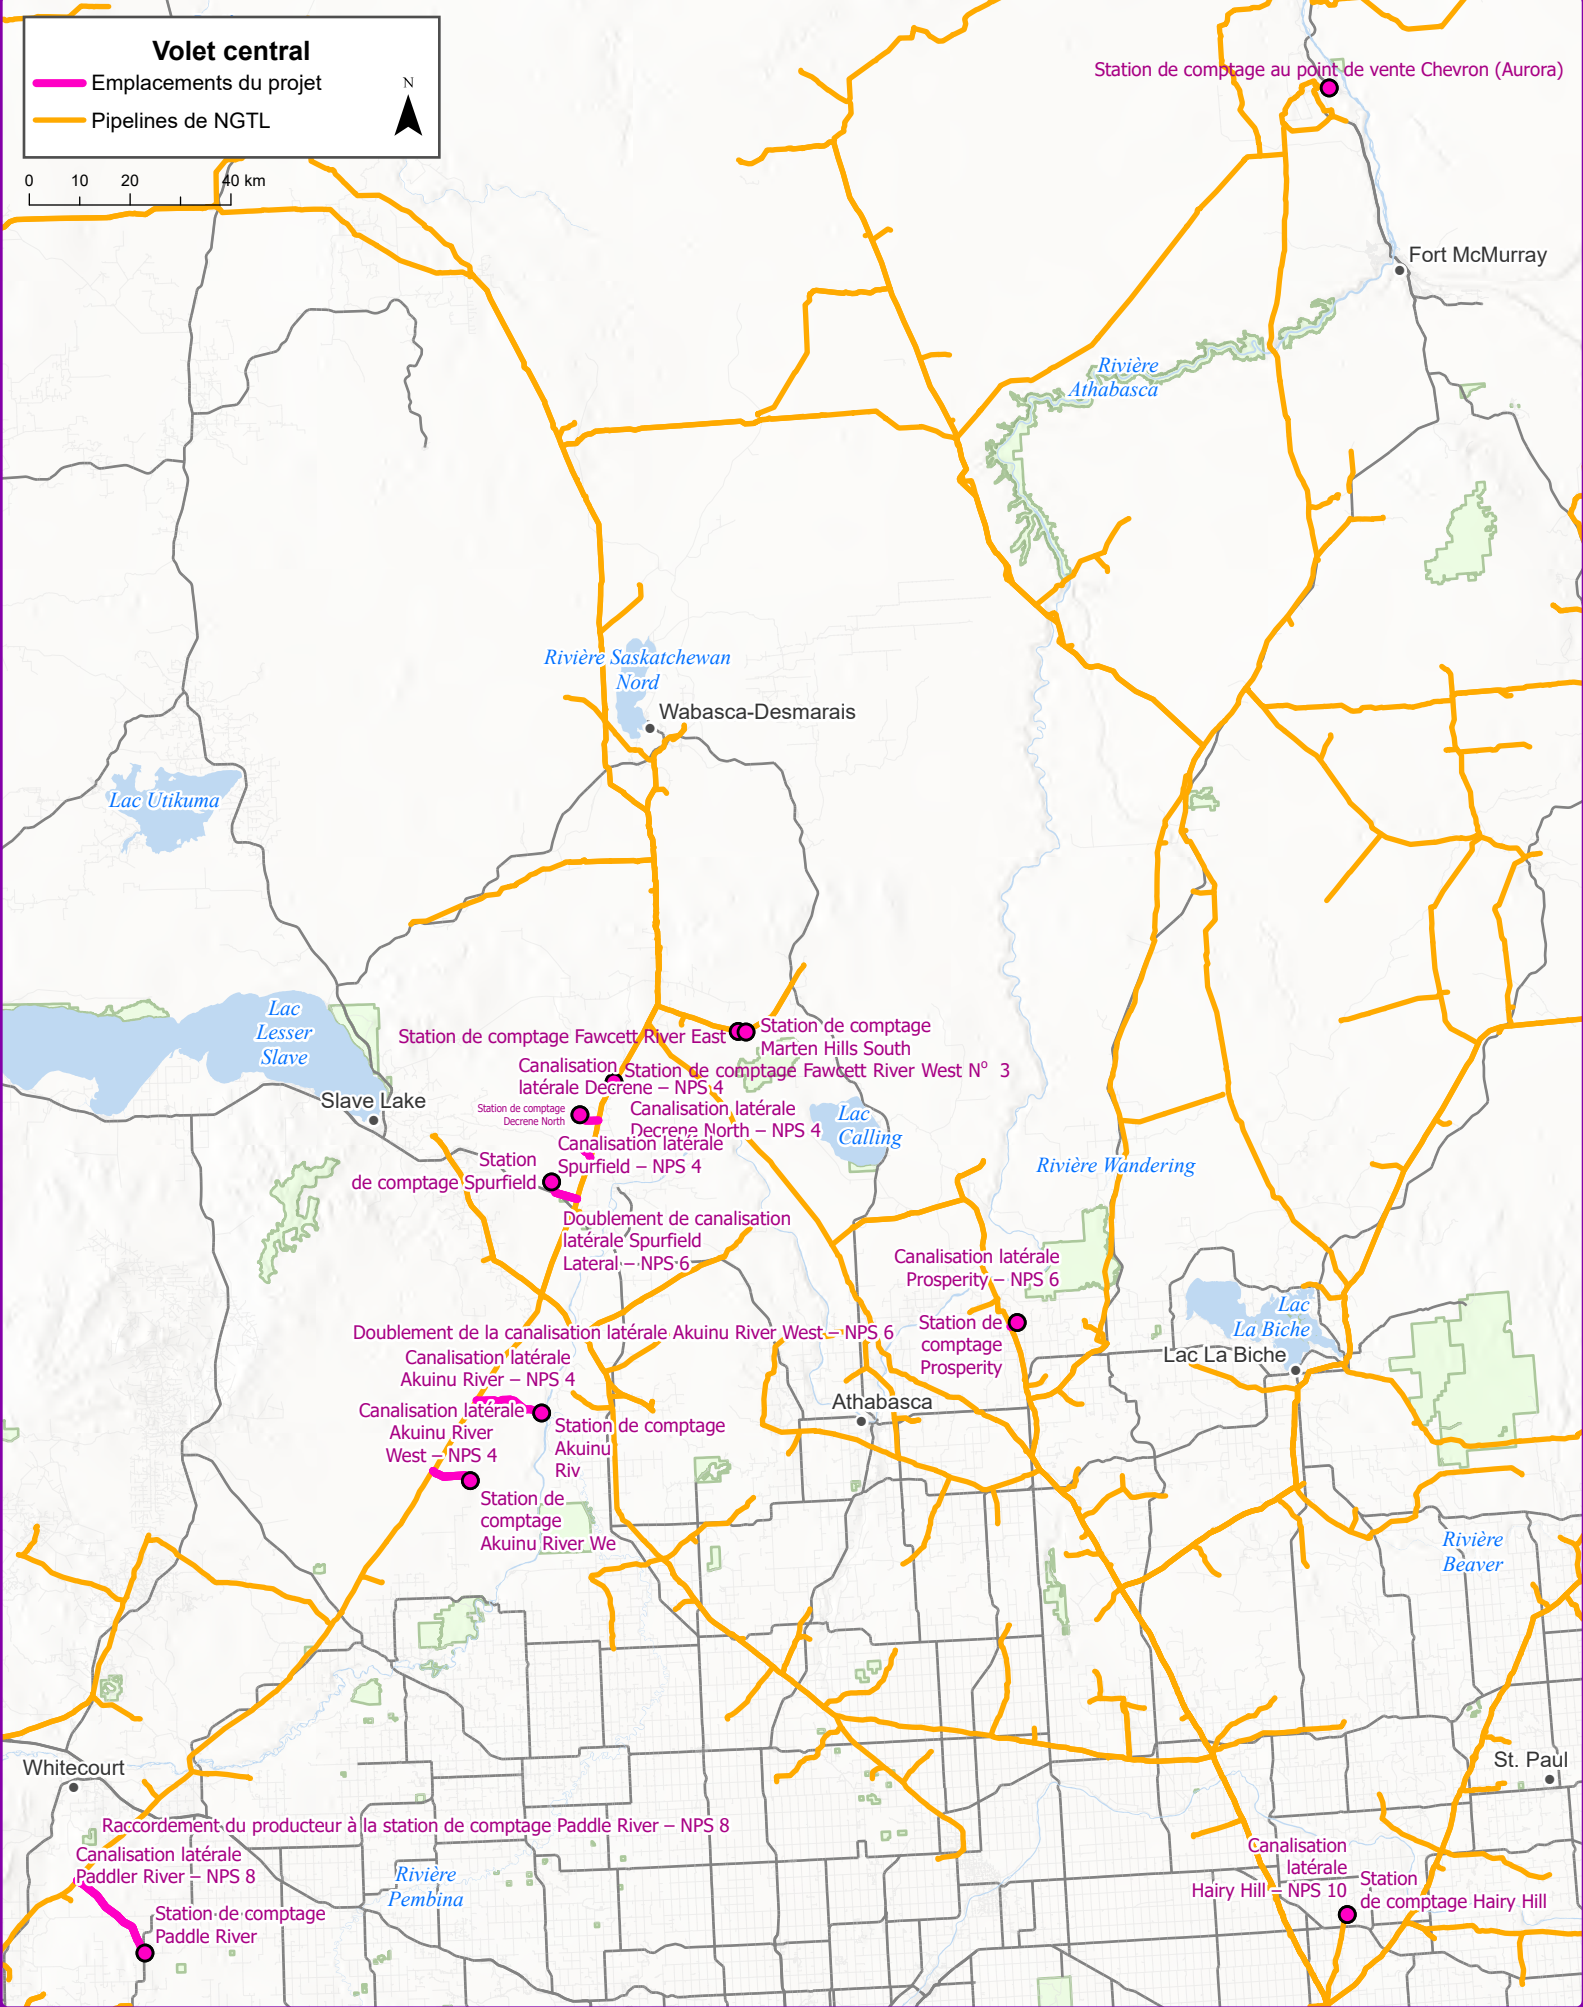 Volet central
Emplacements du projet
Pipelines de NGTL
N
0 10 20 40 km
Station de comptage au point de vente Chevron (Aurora)
Fort McMurray
Rivière
Athabasca
Rivière Saskatchewan
Nord
Wabasca-Desmarais
Lac Utikuma
Lac
Lesser
Slave
Slave Lake
Station de comptage Fawcett River East
Station de comptage
Marten Hills South
Station de comptage Fawcett River West Nº 3
Canalisation
latérale Decrene – NPS 4
Station de comptage
Decrene North
Canalisation latérale
Decrene North – NPS 4
Lac
Calling
Canalisation latérale
Spurfield – NPS 4
Station
de comptage Spurfield
Rivière Wandering
Doublement de canalisation
latérale Spurfield
Lateral – NPS 6
Canalisation latérale
Prosperity – NPS 6
Station de
comptage
Prosperity
Lac
La Biche
Lac La Biche
Doublement de la canalisation latérale Akuinu River West – NPS 6
Canalisation latérale
Akuinu River – NPS 4
Athabasca
Canalisation latérale
Akuinu River
West – NPS 4
Station de comptage
Akuinu
Riv
Station de
comptage
Akuinu River We
Rivière
Beaver
Whitecourt
St. Paul
Raccordement du producteur à la station de comptage Paddle River – NPS 8
Canalisation latérale
Paddler River – NPS 8
Rivière
Pembina
Station de comptage
Paddle River
Canalisation
latérale
Hairy Hill – NPS 10
Station
de comptage Hairy Hill